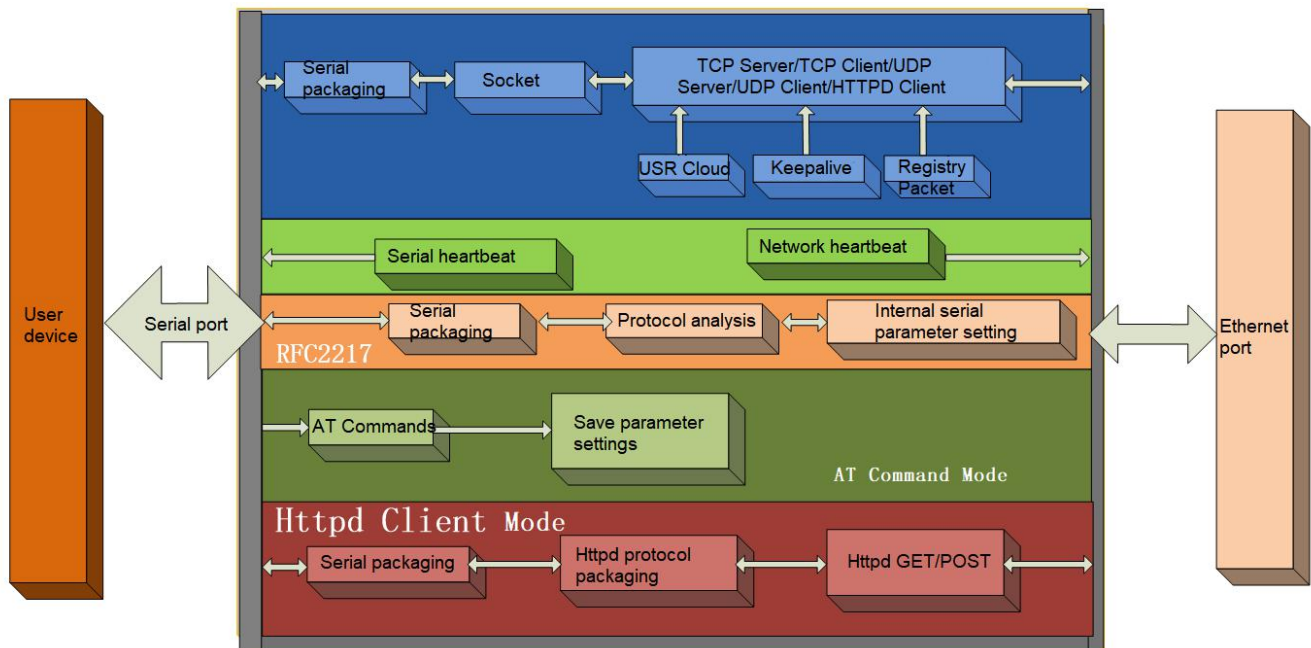 Serial
packaging
Socket
TCP Server/TCP Client/UDP
Server/UDP Client/HTTPD Client
USR Cloud
Keepalive
Registry
Packet
Serial heartbeat
Network heartbeat
User
device
Serial port
Serial
packaging
Protocol analysis
Internal serial
parameter setting
Ethernet
port
RFC2217
AT Commands
Save parameter
settings
AT Command Mode
Httpd Client Mode
Serial packaging
Httpd protocol
packaging
Httpd GET/POST